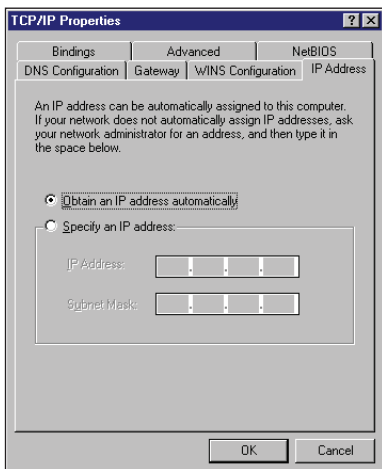 TCP/IP Properties
Bindings Advanced NetBIOS
DNS Configuration Gateway WINS Configuration IP Address
An IP address can be automatically assigned to this computer.
If your network does not automatically assign IP addresses, ask
your network administrator for an address, and then type it in
the space below.
Obtain an IP address automatically
Specify an IP address:
IP Address:
Subnet Mask:
OK Cancel